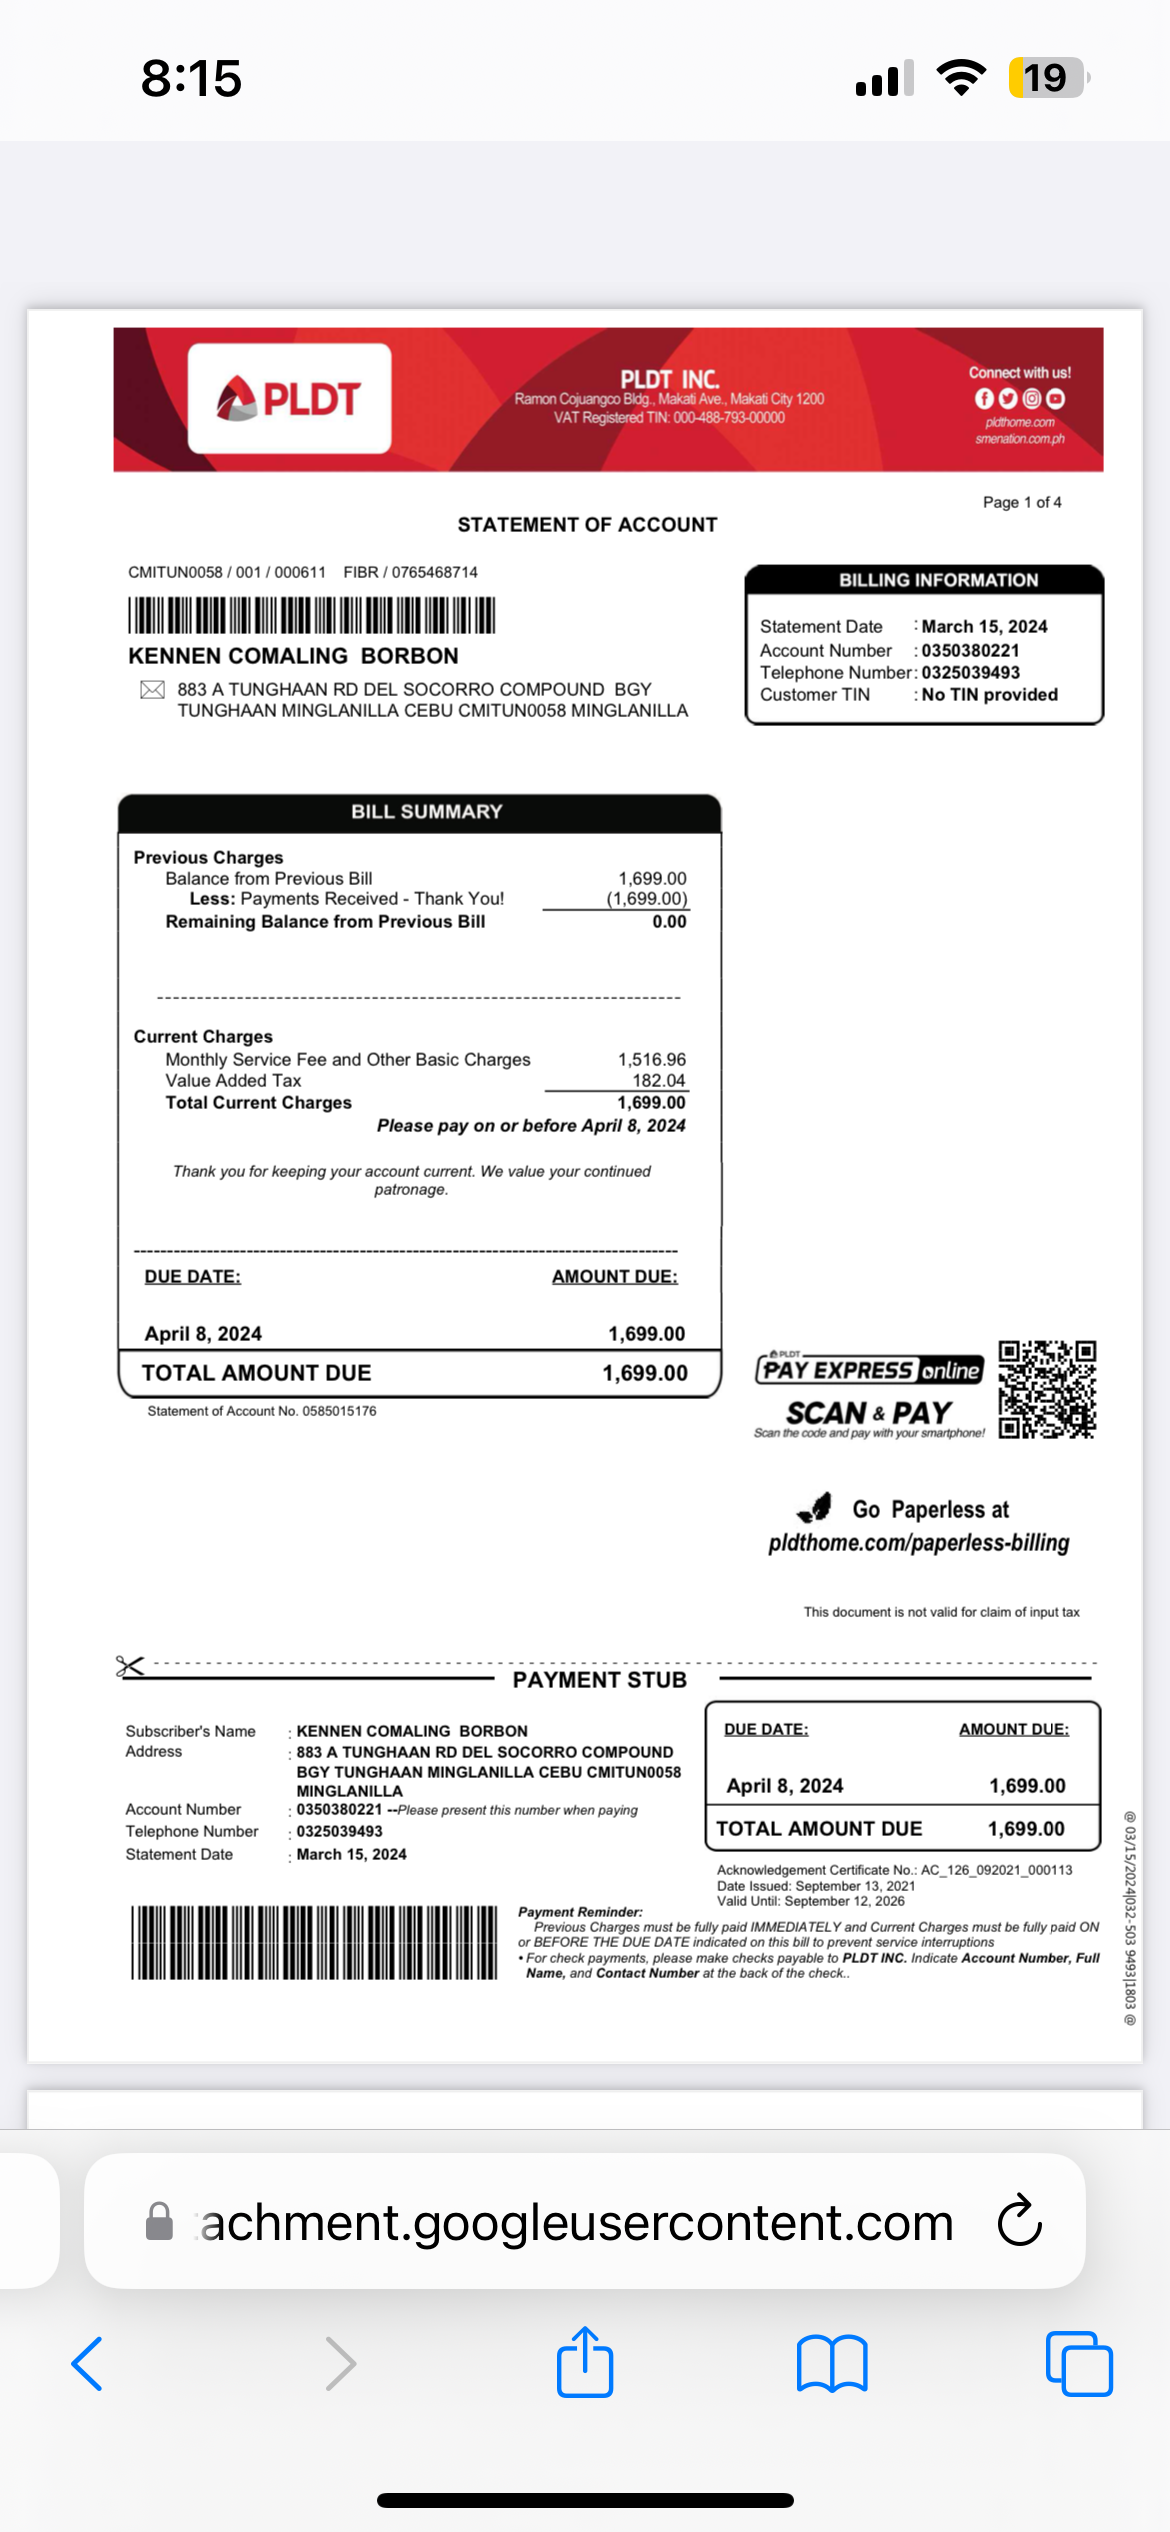 8:15
19
PLDT
PLDT INC.
Ramon Cojuangco Bldg., Makati Ave., Makati City 1200
VAT Registered TIN: 000-488-793-00000
Connect with us!
pldthome.com
smenation.com.ph
Page 1 of 4
STATEMENT OF ACCOUNT
CMITUN0058 / 001 / 000611 FIBR / 0765468714
KENNEN COMALING BORBON
883 A TUNGHAAN RD DEL SOCORRO COMPOUND BGY
TUNGHAAN MINGLANILLA CEBU CMITUN0058 MINGLANILLA
BILLING INFORMATION
Statement Date : March 15, 2024
Account Number : 0350380221
Telephone Number: 0325039493
Customer TIN : No TIN provided
BILL SUMMARY
Previous Charges
Balance from Previous Bill 1,699.00
Less: Payments Received - Thank You! (1,699.00)
Remaining Balance from Previous Bill 0.00
Current Charges
Monthly Service Fee and Other Basic Charges 1,516.96
Value Added Tax 182.04
Total Current Charges 1,699.00
Please pay on or before April 8, 2024
Thank you for keeping your account current. We value your continued
patronage.
DUE DATE: AMOUNT DUE:
April 8, 2024 1,699.00
TOTAL AMOUNT DUE 1,699.00
Statement of Account No. 0585015176
PLDT
PAY EXPRESS online
SCAN & PAY
Scan the code and pay with your smartphone!
Go Paperless at
pldthome.com/paperless-billing
This document is not valid for claim of input tax
PAYMENT STUB
Subscriber's Name : KENNEN COMALING BORBON
Address : 883 A TUNGHAAN RD DEL SOCORRO COMPOUND
BGY TUNGHAAN MINGLANILLA CEBU CMITUN0058
MINGLANILLA
Account Number : 0350380221 --Please present this number when paying
Telephone Number : 0325039493
Statement Date : March 15, 2024
DUE DATE: AMOUNT DUE:
April 8, 2024 1,699.00
TOTAL AMOUNT DUE 1,699.00
Acknowledgement Certificate No.: AC_126_092021_000113
Date Issued: September 13, 2021
Valid Until: September 12, 2026
Payment Reminder:
Previous Charges must be fully paid IMMEDIATELY and Current Charges must be fully paid ON
or BEFORE THE DUE DATE indicated on this bill to prevent service interruptions
• For check payments, please make checks payable to PLDT INC. Indicate Account Number, Full
Name, and Contact Number at the back of the check..
@ 03/15/2024|032-503 9493|1803 @
achment.googleusercontent.com